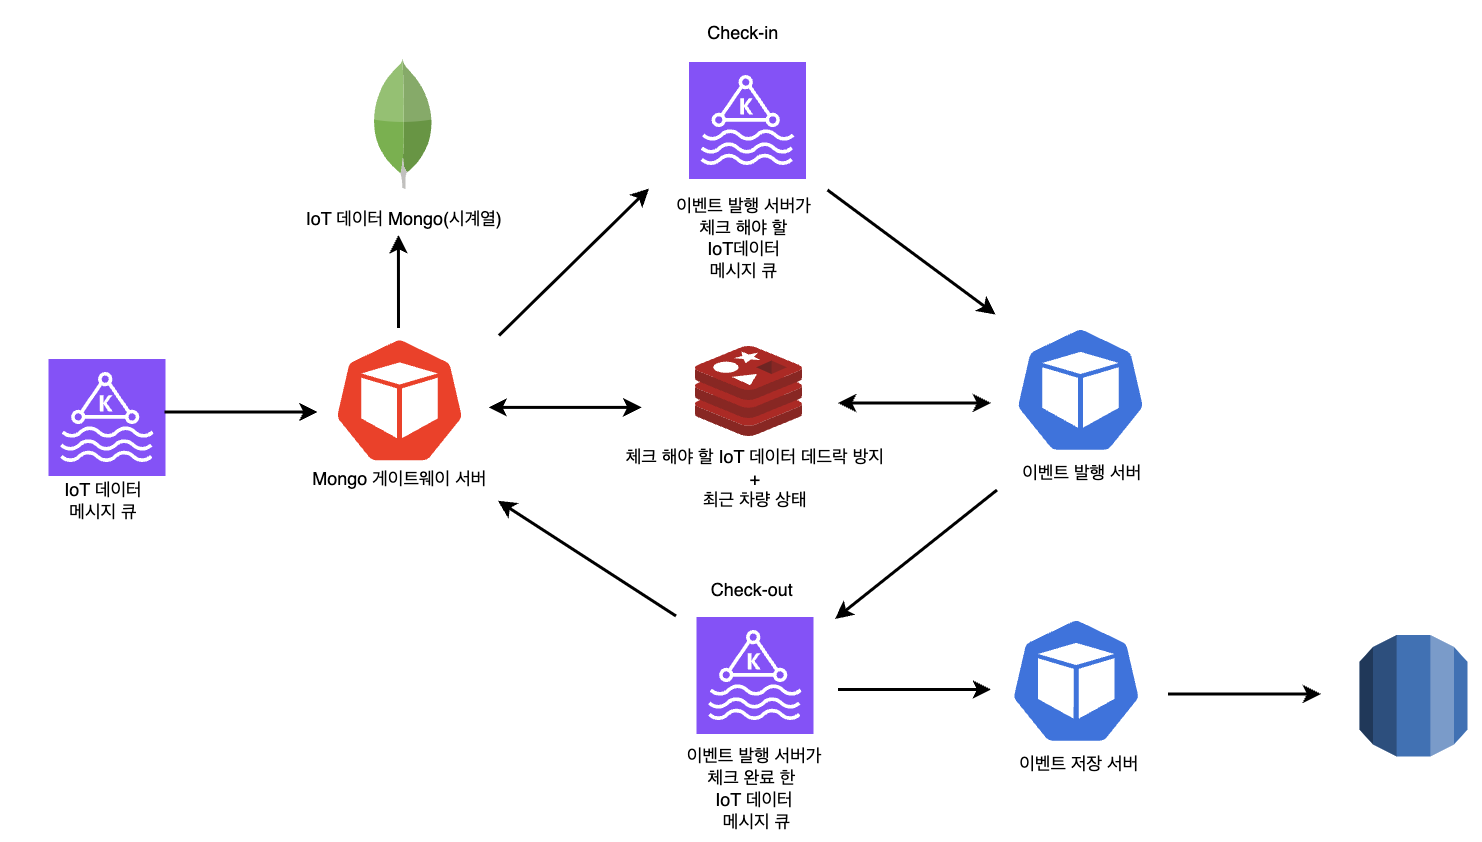 Check-in
K
이벤트 발행 서버가
체크 해야 할
IoT데이터
메시지 큐
IoT 데이터 Mongo(시계열)
K
IoT 데이터
메시지 큐
Mongo 게이트웨이 서버
체크 해야 할 IoT 데이터 데드락 방지
+
최근 차량 상태
이벤트 발행 서버
Check-out
K
이벤트 발행 서버가
체크 완료 한
IoT 데이터
메시지 큐
이벤트 저장 서버